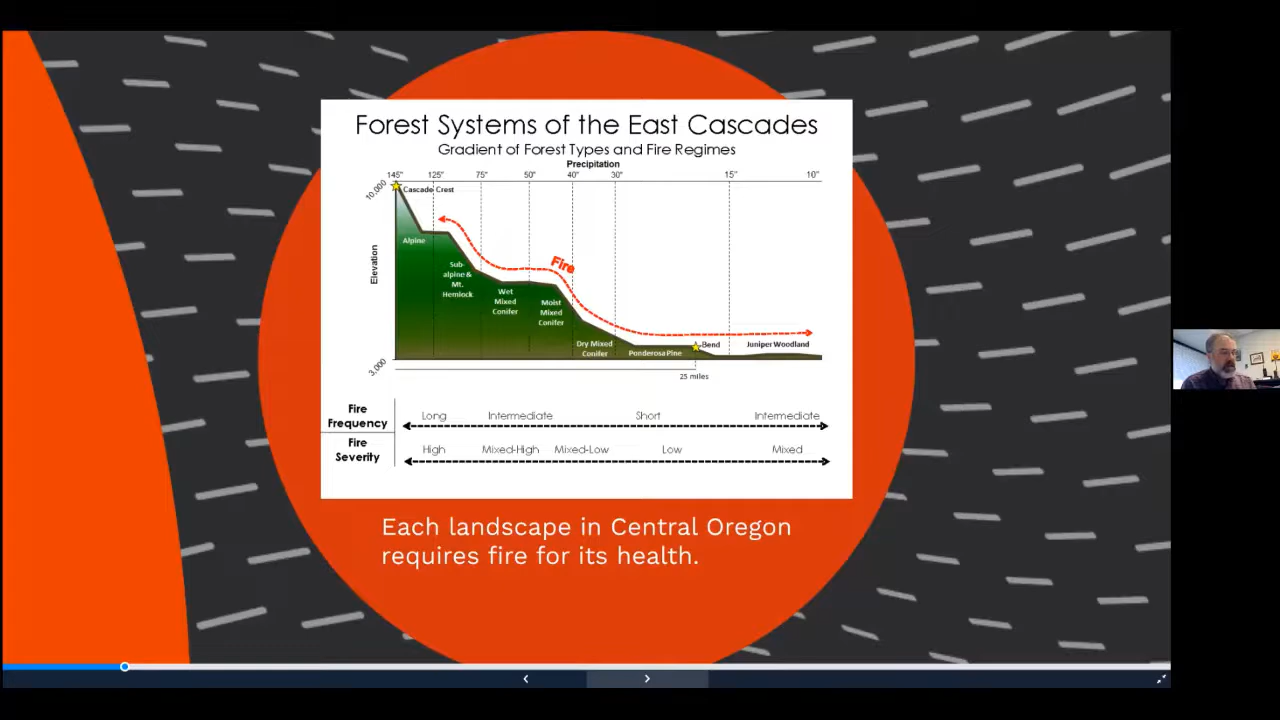 Forest Systems of the East Cascades
Gradient of Forest Types and Fire Regimes
Precipitation
145" 125" 75" 50" 40" 30" 15" 10"
10,000
Cascade Crest
Elevation
Alpine
Sub-
alpine &
Mt.
Hemlock
Wet
Mixed
Conifer
Moist
Mixed
Conifer
Fire
Dry Mixed
Conifer
Ponderosa Pine
Bend
Juniper Woodland
3,000
25 miles
Fire
Frequency
Long Intermediate Short Intermediate
Fire
Severity
High Mixed-High Mixed-Low Low Mixed
Each landscape in Central Oregon
requires fire for its health.